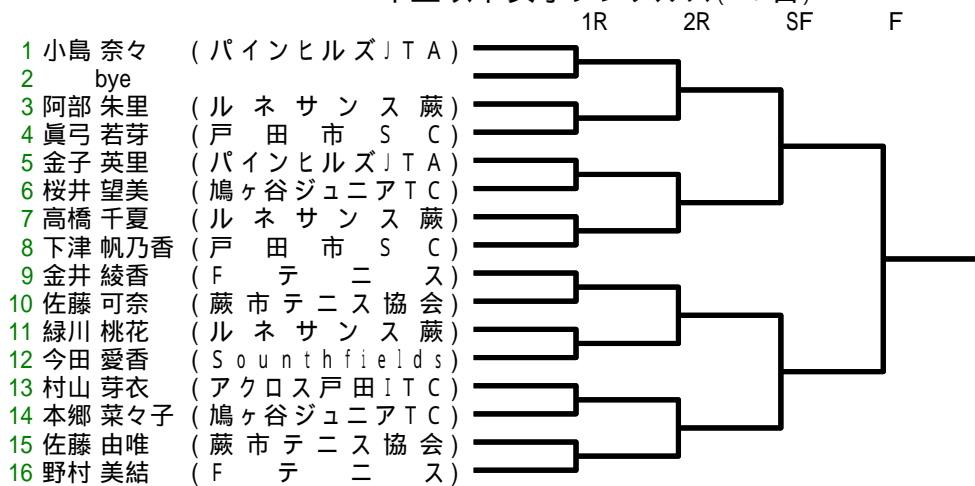 1R 2R SF F
1 小島 奈々 (パインヒルズJTA)
2 bye
3 阿部 朱里 (ルネサンス蕨)
4 眞弓 若芽 (戸田市SC)
5 金子 英里 (パインヒルズJTA)
6 桜井 望美 (鳩ヶ谷ジュニアTC)
7 高橋 千夏 (ルネサンス蕨)
8 下津 帆乃香 (戸田市SC)
9 金井 綾香 (Fテニス)
10 佐藤 可奈 (蕨市テニス協会)
11 緑川 桃花 (ルネサンス蕨)
12 今田 愛香 (Sounthfields)
13 村山 芽衣 (アクロス戸田ITC)
14 本郷 菜々子 (鳩ヶ谷ジュニアTC)
15 佐藤 由唯 (蕨市テニス協会)
16 野村 美結 (Fテニス)